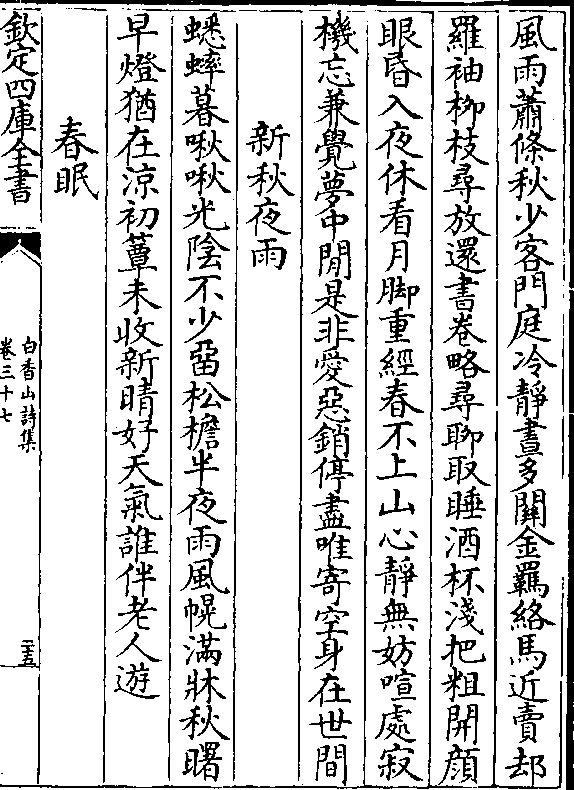 風雨蕭條秋少客門庭冷靜晝多關金羈絡馬近賣却
羅袖柳枝尋放還書卷略尋聊取睡酒杯淺把粗開顔
眼昏入夜休看月脚重經春不上山心靜無妨喧處寂
機忘兼覺夢中閒是非愛惡銷停盡唯寄空身在世間
新秋夜雨
蟋蟀暮啾啾光陰不少留松檐半夜雨風幌滿牀秋曙
早燈猶在涼初簟未收新晴好天氣誰伴老人遊
春眠
欽定四庫全書
白香山詩集
卷三十七
二十五